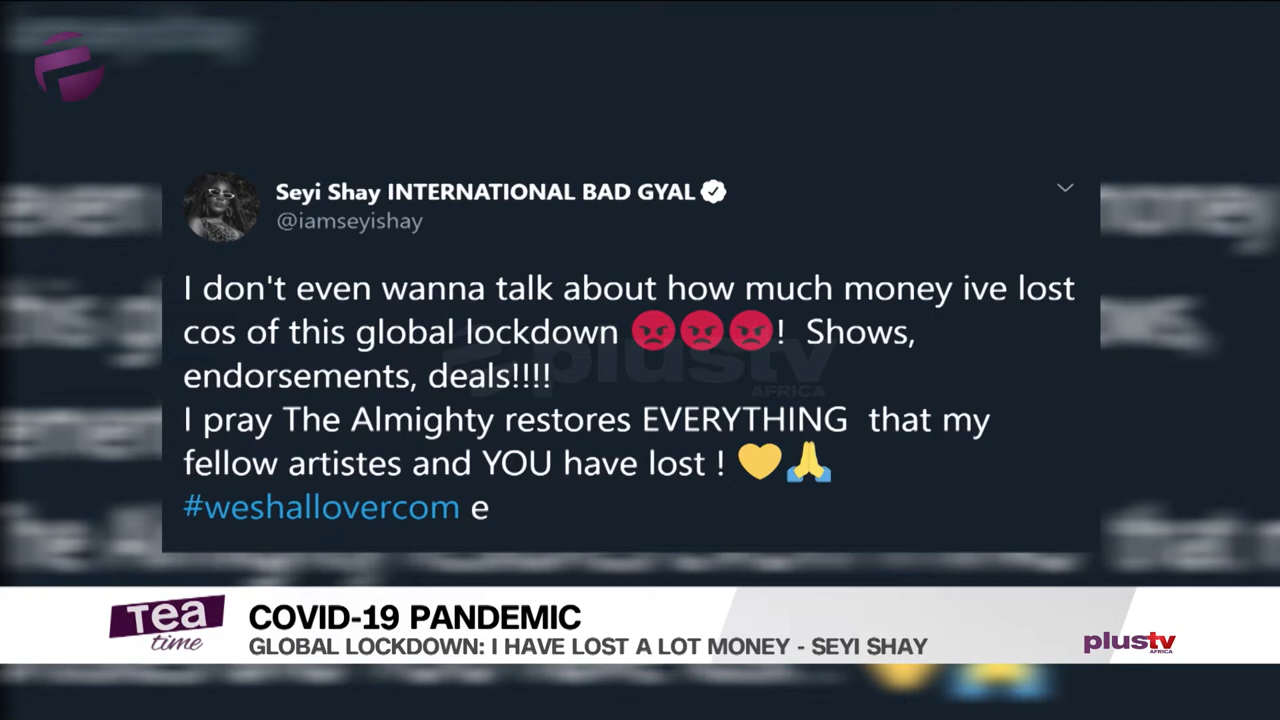 Seyi Shay INTERNATIONAL BAD GYAL
@iamseyishay
I don't even wanna talk about how much money ive lost
cos of this global lockdown 😡😡😡!  Shows,
endorsements, deals!!!!
I pray The Almighty restores EVERYTHING  that my
fellow artistes and YOU have lost ! 💛🙏
#weshallovercom e
plustv
AFRICA
Tea
time
COVID-19 PANDEMIC
GLOBAL LOCKDOWN: I HAVE LOST A LOT MONEY - SEYI SHAY
plustv
AFRICA